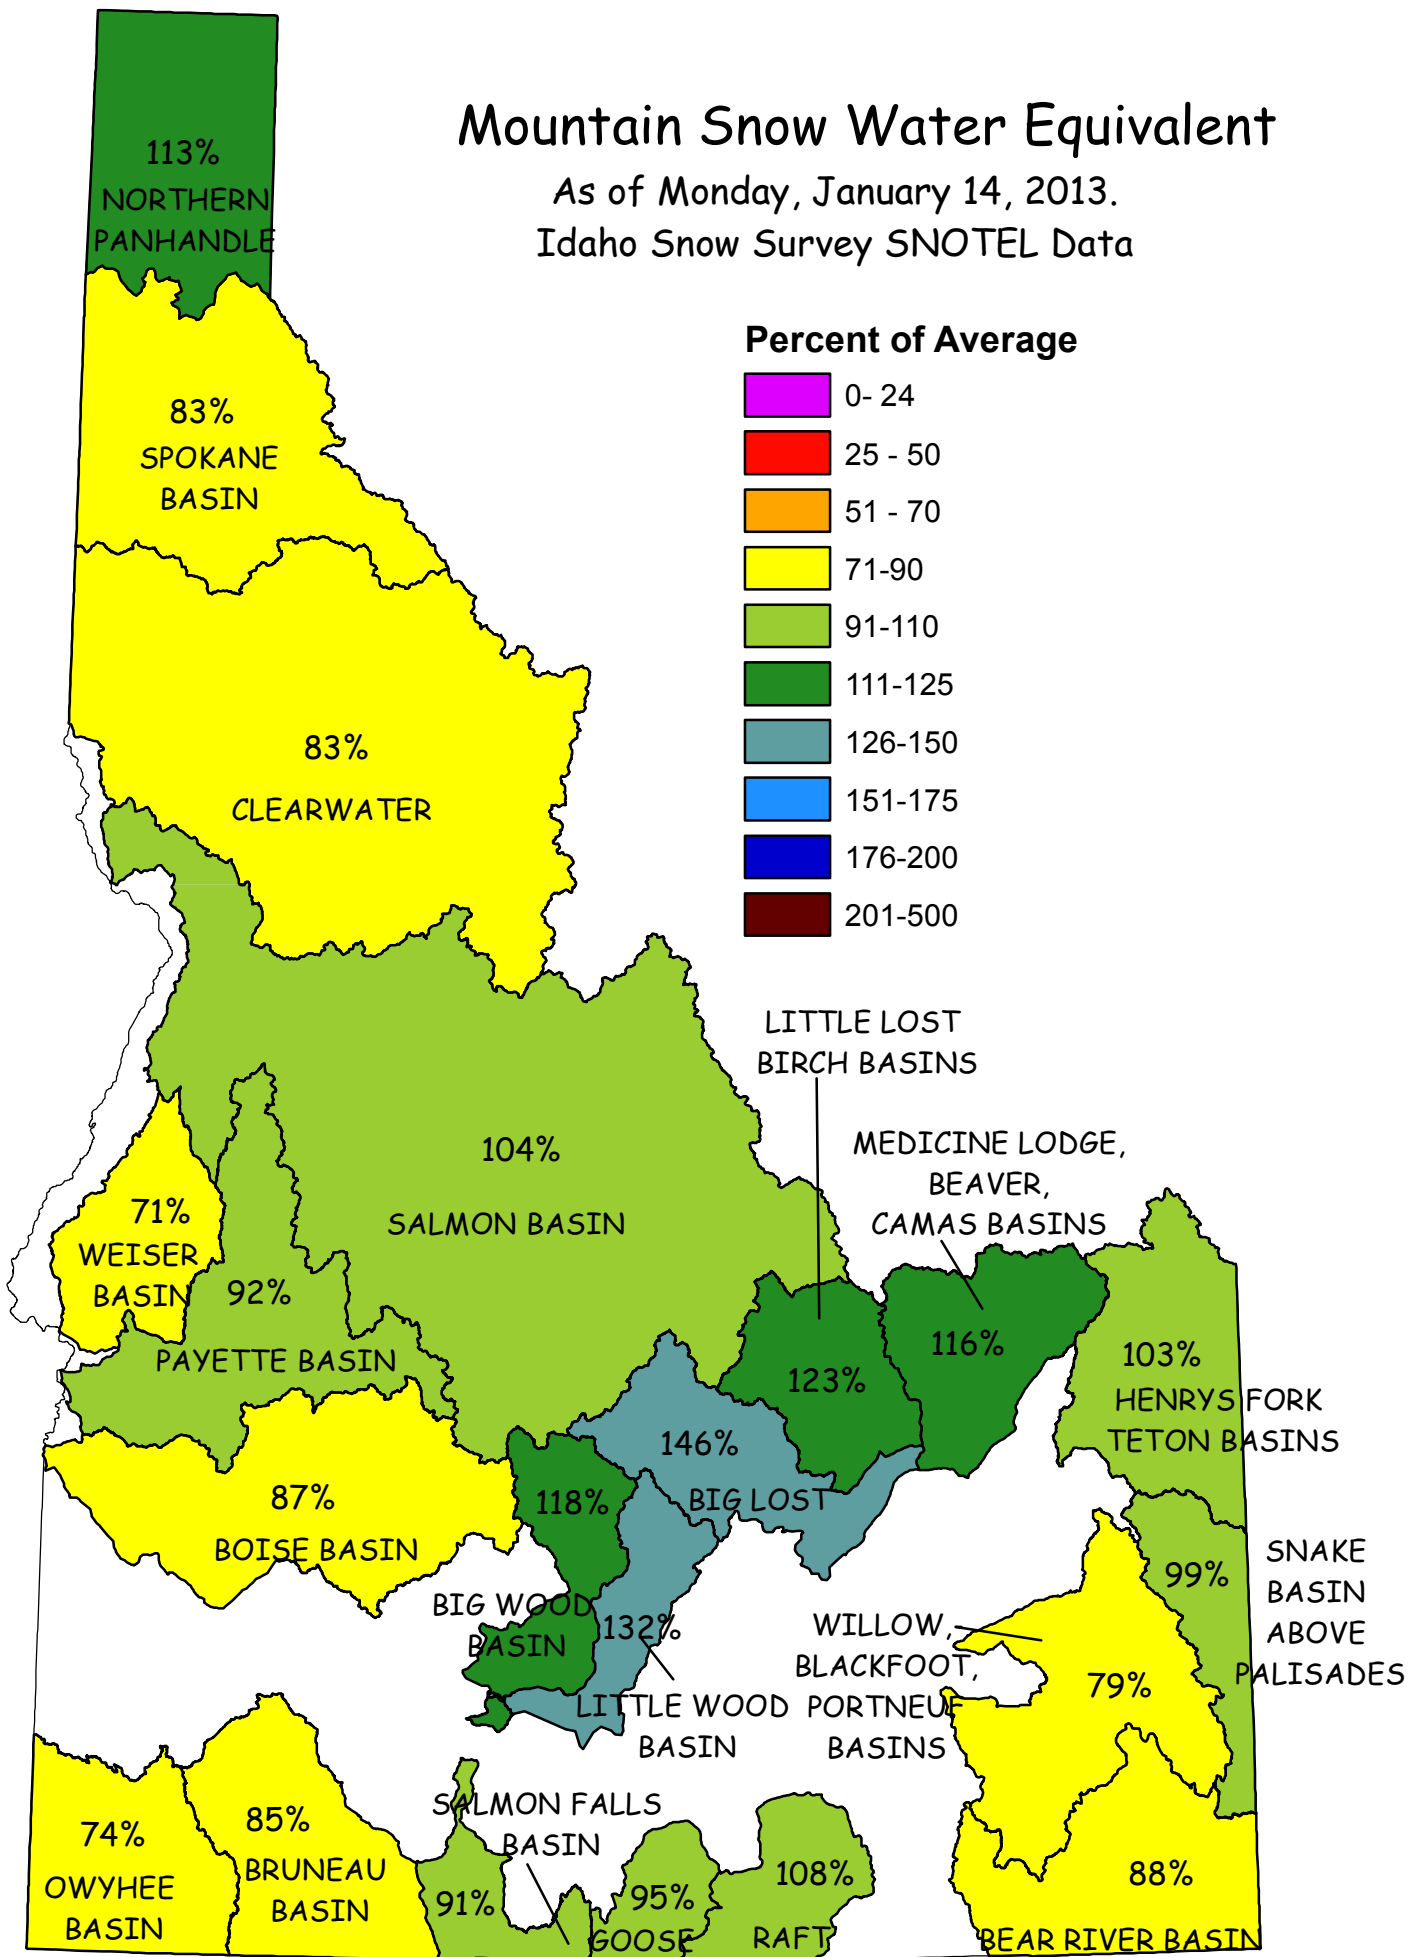 Mountain Snow Water Equivalent
As of Monday, January 14, 2013.
Idaho Snow Survey SNOTEL Data
Percent of Average
0- 24
25 - 50
51 - 70
71-90
91-110
111-125
126-150
151-175
176-200
201-500
113%
NORTHERN
PANHANDLE
83%
SPOKANE
BASIN
83%
CLEARWATER
104%
SALMON BASIN
71%
WEISER
BASIN
92%
PAYETTE BASIN
87%
BOISE BASIN
LITTLE LOST
BIRCH BASINS
123%
MEDICINE LODGE,
BEAVER,
CAMAS BASINS
116%
103%
HENRYS FORK
TETON BASINS
146%
BIG LOST
118%
BIG WOOD
BASIN
132%
LITTLE WOOD
BASIN
WILLOW,
BLACKFOOT,
PORTNEUF
BASINS
79%
99%
SNAKE
BASIN
ABOVE
PALISADES
74%
OWYHEE
BASIN
85%
BRUNEAU
BASIN
SALMON FALLS
BASIN
91%
95%
GOOSE
108%
RAFT
88%
BEAR RIVER BASIN